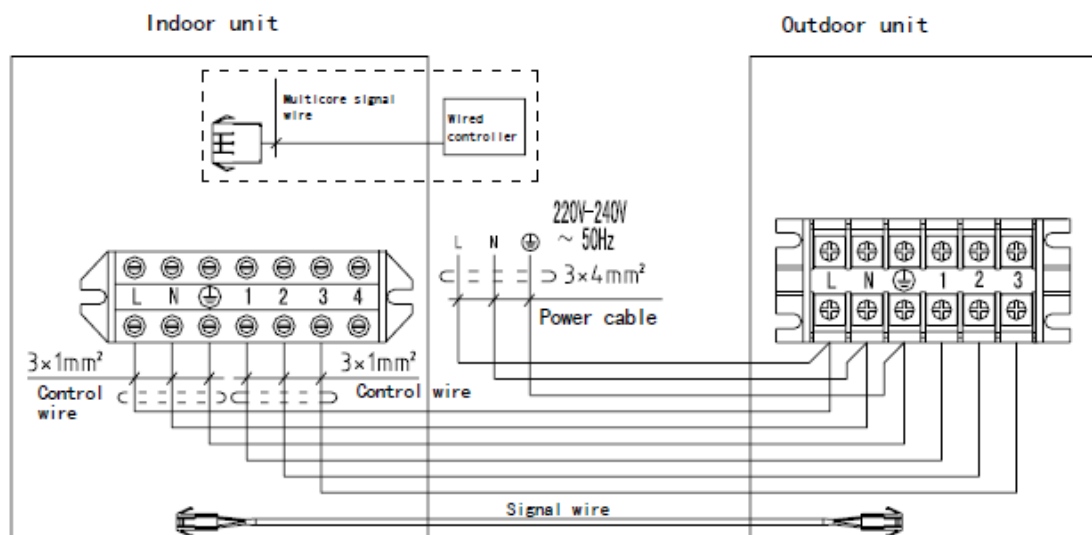 Indoor unit
Outdoor unit
Multicore signal
wire
Wired
controller
220V-240V
~ 50Hz
L N
3×4mm²
Power cable
L N 1 2 3 4
L N 1 2 3
3×1mm²
Control
wire
3×1mm²
Control wire
Signal wire